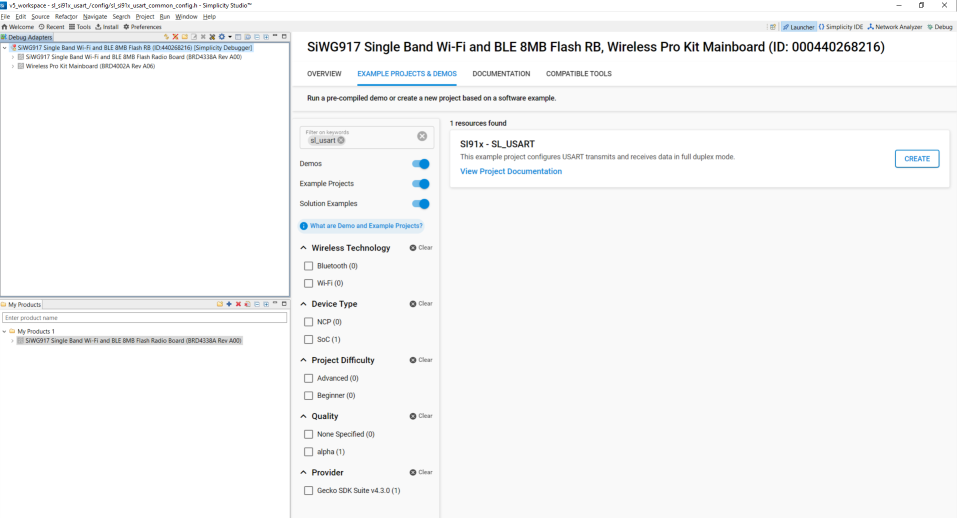 v5_workspace - sl_si91x_usart_/config/sl_si91x_usart_common_config.h - Simplicity Studio™
File Edit Source Refactor Navigate Search Project Run Window Help
Welcome Recent Tools Install Preferences
Launcher {} Simplicity IDE Network Analyzer Debug
Debug Adapters
SiWG917 Single Band Wi-Fi and BLE 8MB Flash RB (ID:440268216) [Simplicity Debugger]
SiWG917 Single Band Wi-Fi and BLE 8MB Flash Radio Board (BRD4338A Rev A00)
Wireless Pro Kit Mainboard (BRD4002A Rev A06)
My Products
Enter product name
My Products 1
SiWG917 Single Band Wi-Fi and BLE 8MB Flash Radio Board (BRD4338A Rev A00)
SiWG917 Single Band Wi-Fi and BLE 8MB Flash RB, Wireless Pro Kit Mainboard (ID: 000440268216)
OVERVIEW EXAMPLE PROJECTS & DEMOS DOCUMENTATION COMPATIBLE TOOLS
Run a pre-compiled demo or create a new project based on a software example.
Filter on keywords
sl_usart
Demos
Example Projects
Solution Examples
What are Demo and Example Projects?
Wireless Technology Clear
Bluetooth (0)
Wi-Fi (0)
Device Type Clear
NCP (0)
SoC (1)
Project Difficulty Clear
Advanced (0)
Beginner (0)
Quality Clear
None Specified (0)
alpha (1)
Provider Clear
Gecko SDK Suite v4.3.0 (1)
1 resources found
SI91x - SL_USART
This example project configures USART transmits and receives data in full duplex mode.
View Project Documentation
CREATE